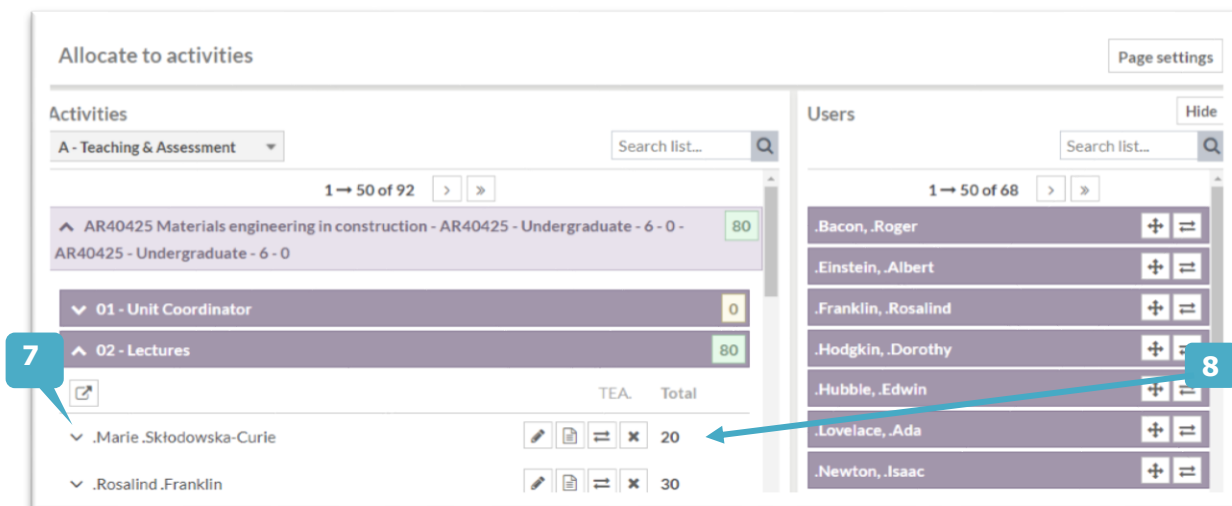 Allocate to activities
Page settings
Activities
A - Teaching & Assessment
Search list...
1 → 50 of 92 > »
AR40425 Materials engineering in construction - AR40425 - Undergraduate - 6 - 0 -
AR40425 - Undergraduate - 6 - 0
80
01 - Unit Coordinator
0
02 - Lectures
80
7
TEA. Total
.Marie .Skłodowska-Curie
20
.Rosalind .Franklin
30
Users
Hide
Search list...
1 → 50 of 68 > »
.Bacon, .Roger
.Einstein, .Albert
.Franklin, .Rosalind
.Hodgkin, .Dorothy
8
.Hubble, .Edwin
.Lovelace, .Ada
.Newton, .Isaac